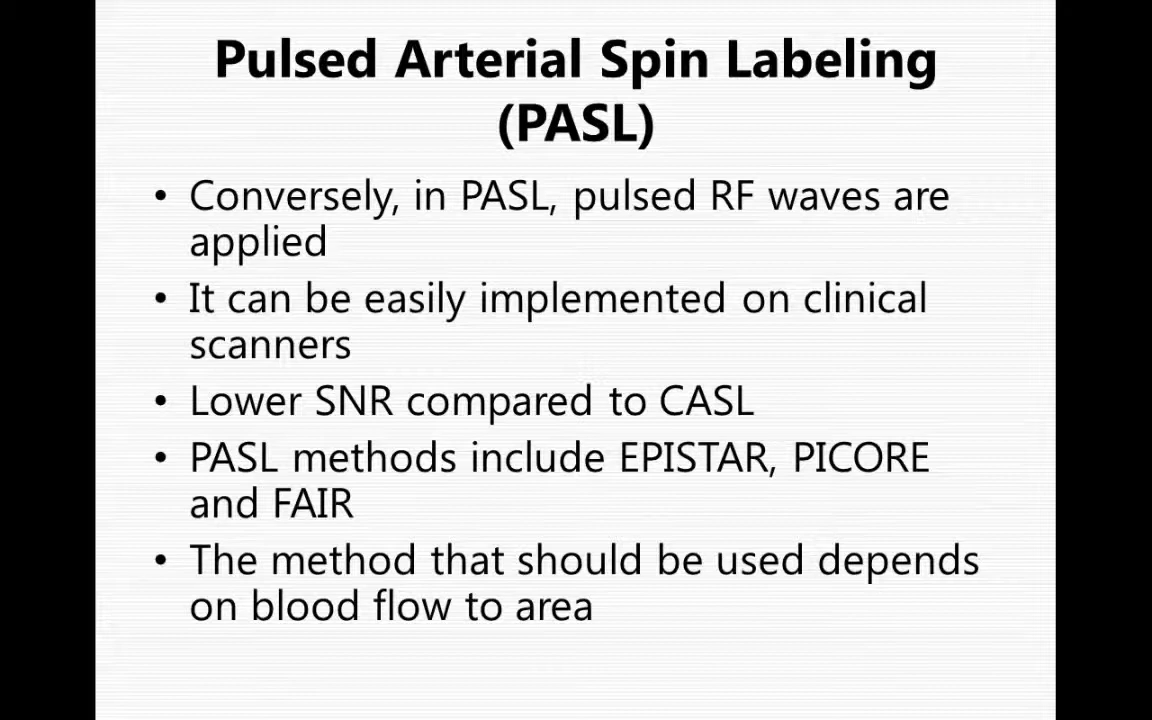 Pulsed Arterial Spin Labeling
(PASL)
• Conversely, in PASL, pulsed RF waves are
applied
• It can be easily implemented on clinical
scanners
• Lower SNR compared to CASL
• PASL methods include EPISTAR, PICORE
and FAIR
• The method that should be used depends
on blood flow to area